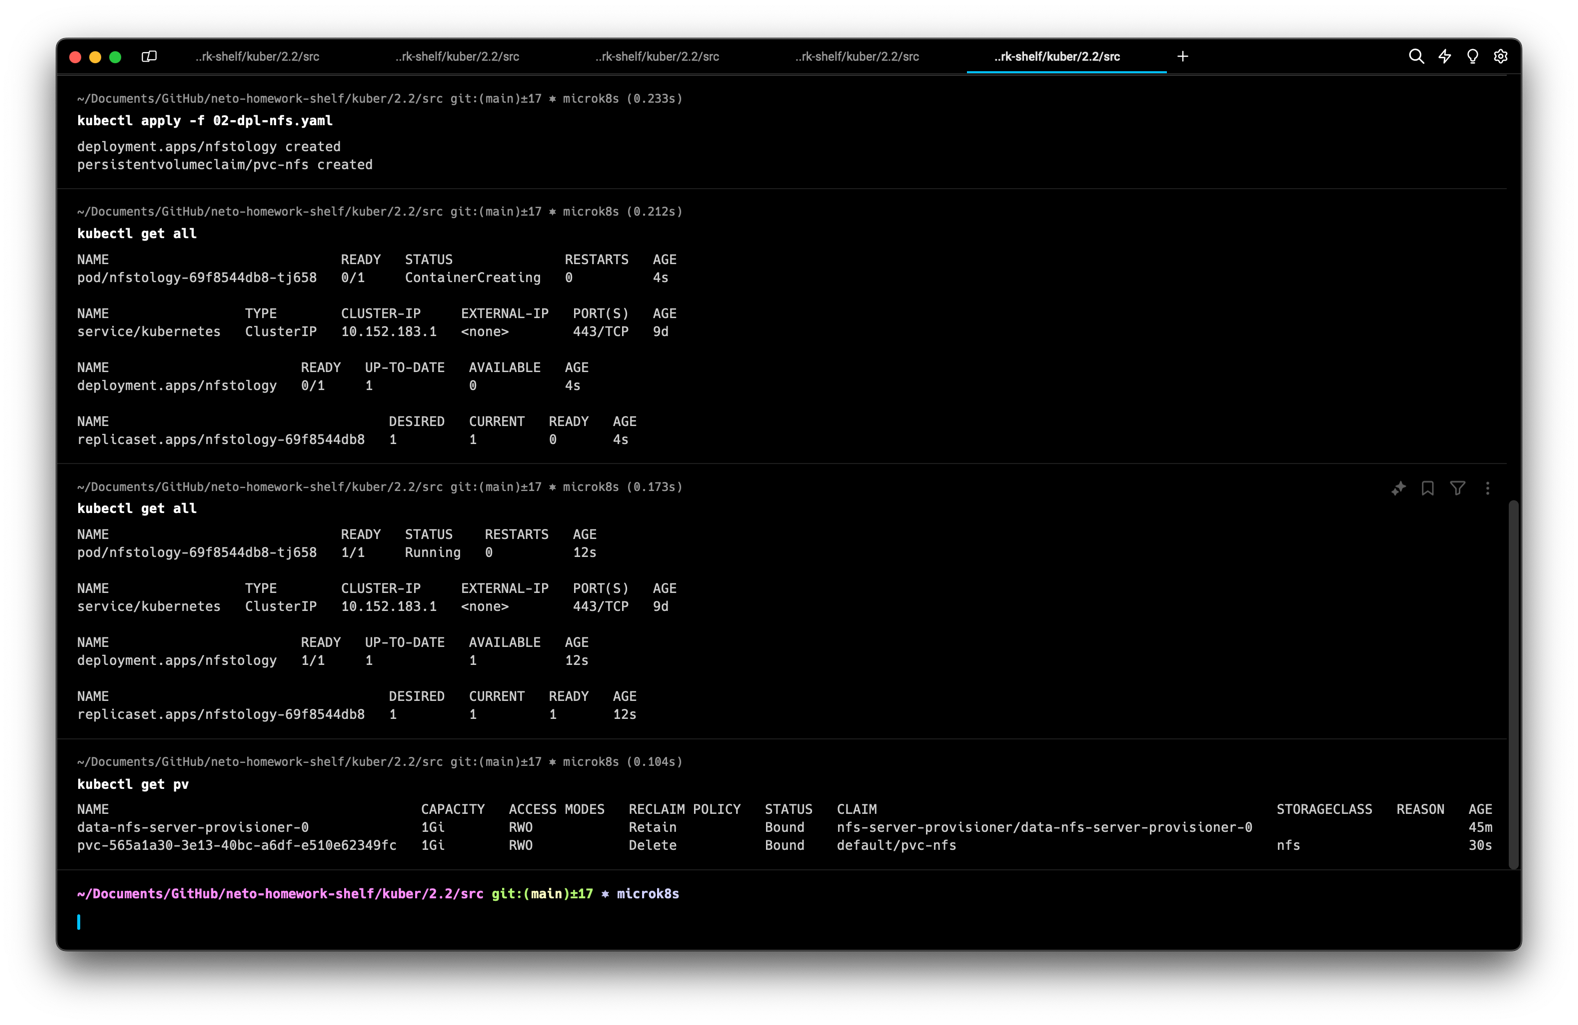 ..rk-shelf/kuber/2.2/src ..rk-shelf/kuber/2.2/src ..rk-shelf/kuber/2.2/src ..rk-shelf/kuber/2.2/src ..rk-shelf/kuber/2.2/src +
~/Documents/GitHub/neto-homework-shelf/kuber/2.2/src git:(main)±17 ⎈ microk8s (0.233s)
kubectl apply -f 02-dpl-nfs.yaml
deployment.apps/nfstology created
persistentvolumeclaim/pvc-nfs created
~/Documents/GitHub/neto-homework-shelf/kuber/2.2/src git:(main)±17 ⎈ microk8s (0.212s)
kubectl get all
NAME READY STATUS RESTARTS AGE
pod/nfstology-69f8544db8-tj658 0/1 ContainerCreating 0 4s
NAME TYPE CLUSTER-IP EXTERNAL-IP PORT(S) AGE
service/kubernetes ClusterIP 10.152.183.1 <none> 443/TCP 9d
NAME READY UP-TO-DATE AVAILABLE AGE
deployment.apps/nfstology 0/1 1 0 4s
NAME DESIRED CURRENT READY AGE
replicaset.apps/nfstology-69f8544db8 1 1 0 4s
~/Documents/GitHub/neto-homework-shelf/kuber/2.2/src git:(main)±17 ⎈ microk8s (0.173s)
kubectl get all
NAME READY STATUS RESTARTS AGE
pod/nfstology-69f8544db8-tj658 1/1 Running 0 12s
NAME TYPE CLUSTER-IP EXTERNAL-IP PORT(S) AGE
service/kubernetes ClusterIP 10.152.183.1 <none> 443/TCP 9d
NAME READY UP-TO-DATE AVAILABLE AGE
deployment.apps/nfstology 1/1 1 1 12s
NAME DESIRED CURRENT READY AGE
replicaset.apps/nfstology-69f8544db8 1 1 1 12s
~/Documents/GitHub/neto-homework-shelf/kuber/2.2/src git:(main)±17 ⎈ microk8s (0.104s)
kubectl get pv
NAME CAPACITY ACCESS MODES RECLAIM POLICY STATUS CLAIM STORAGECLASS REASON AGE
data-nfs-server-provisioner-0 1Gi RWO Retain Bound nfs-server-provisioner/data-nfs-server-provisioner-0 45m
pvc-565a1a30-3e13-40bc-a6df-e510e62349fc 1Gi RWO Delete Bound default/pvc-nfs nfs 30s
~/Documents/GitHub/neto-homework-shelf/kuber/2.2/src git:(main)±17 ⎈ microk8s